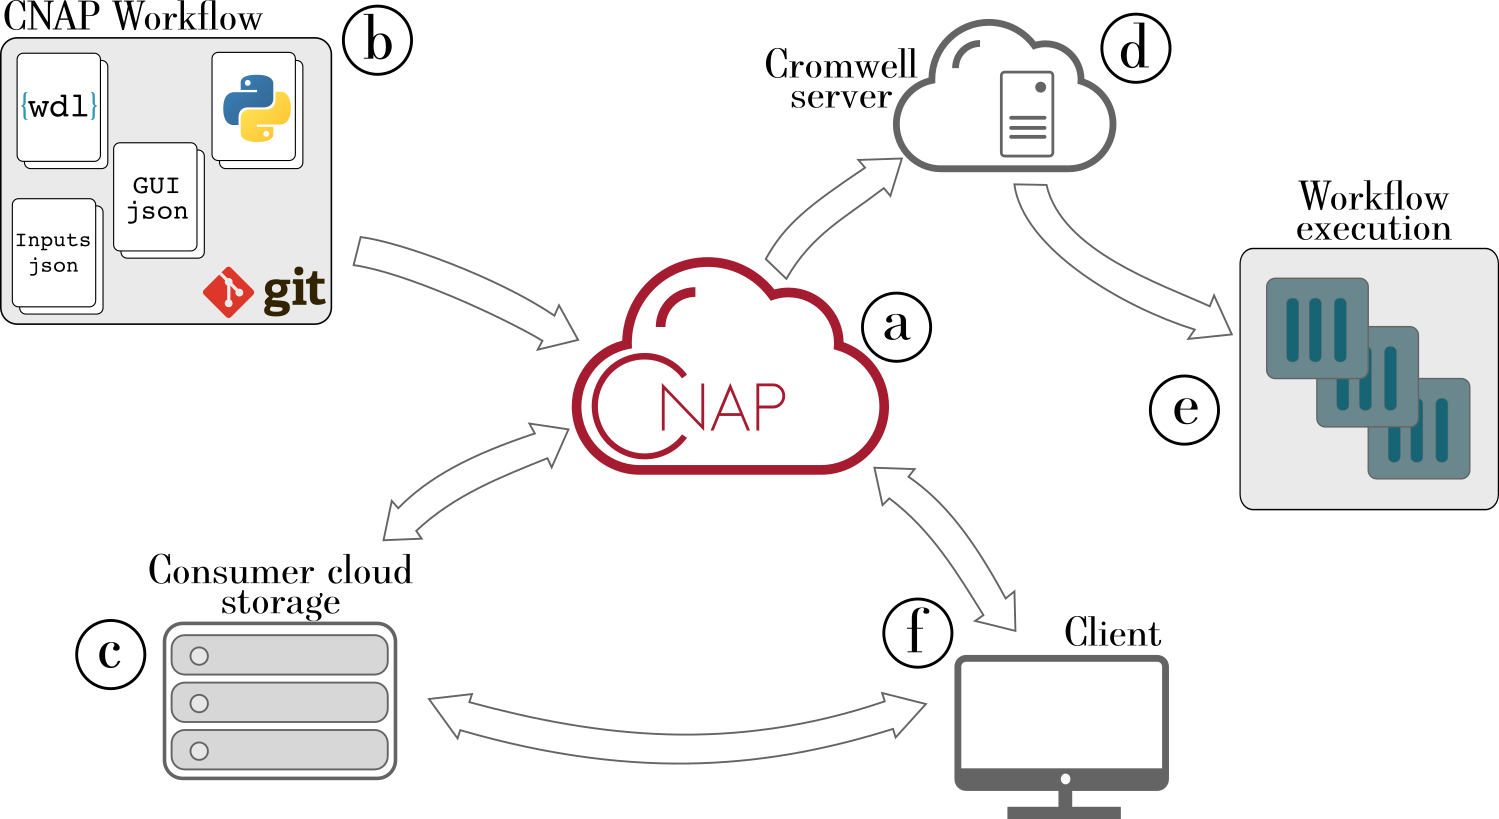 CNAP Workflow
b
{wdl}
GUI
json
Inputs
json
git
Cromwell
server
d
Workflow
execution
a
CNAP
e
Consumer cloud
storage
c
f
Client